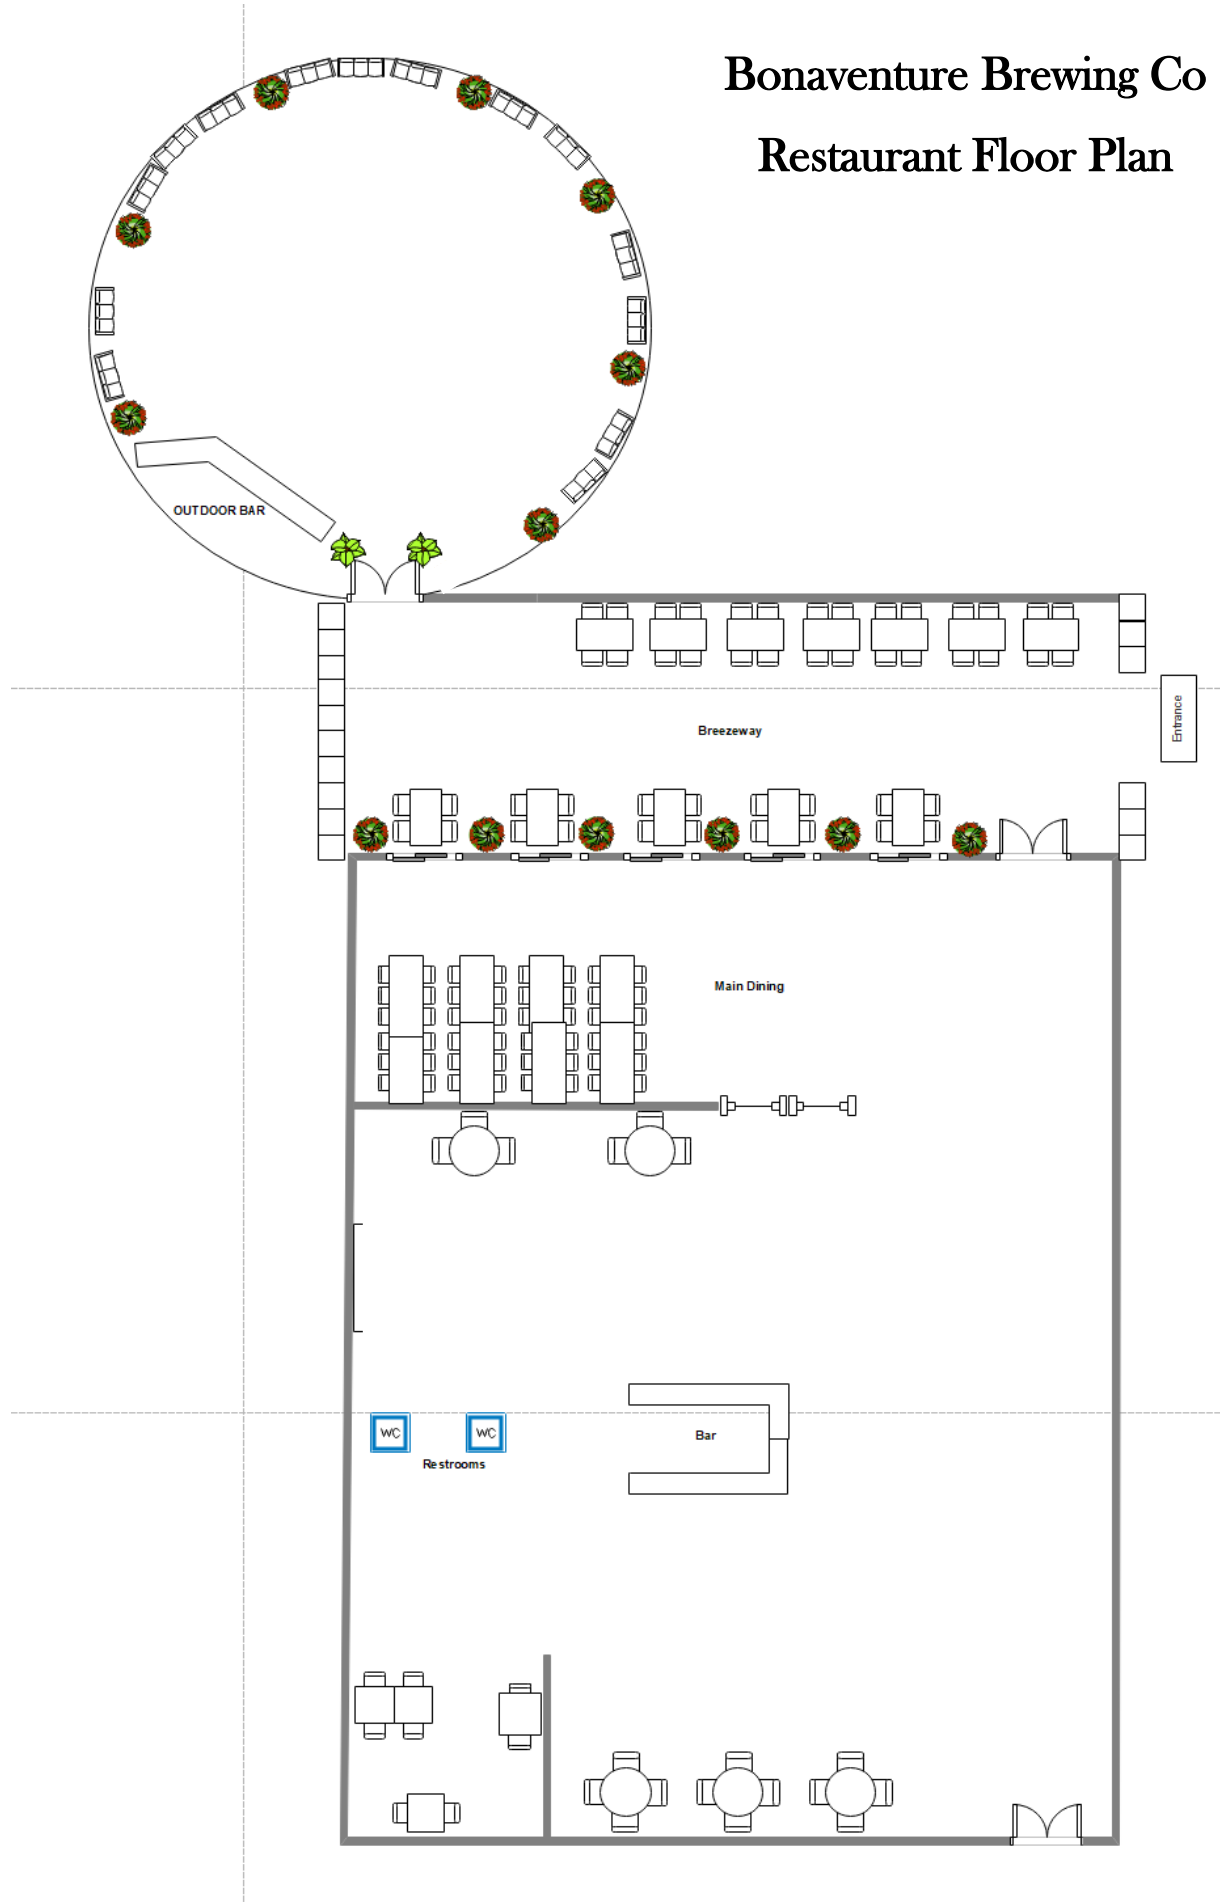 Bonaventure Brewing Co
Restaurant Floor Plan
OUTDOOR BAR
Entrance
Breezeway
Main Dining
Bar
WC
WC
Restrooms